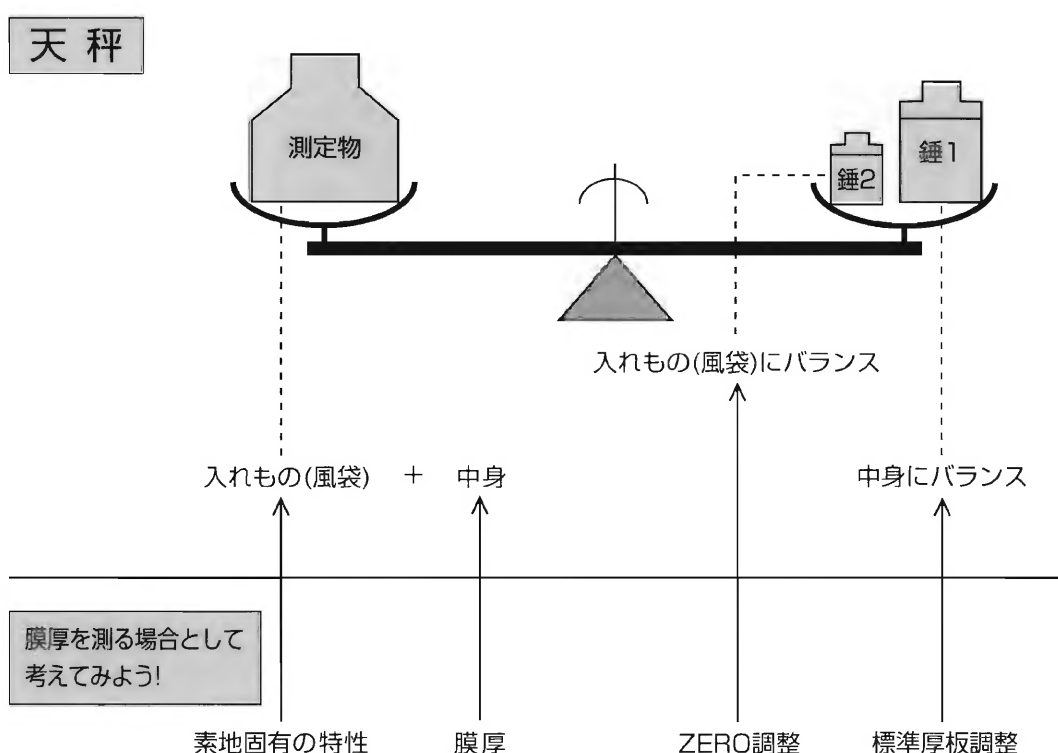 天秤
測定物
錘2
錘1
入れもの(風袋)にバランス
入れもの(風袋) + 中身
中身にバランス
膜厚を測る場合として
考えてみよう!
素地固有の特性
膜厚
ZERO調整
標準厚板調整